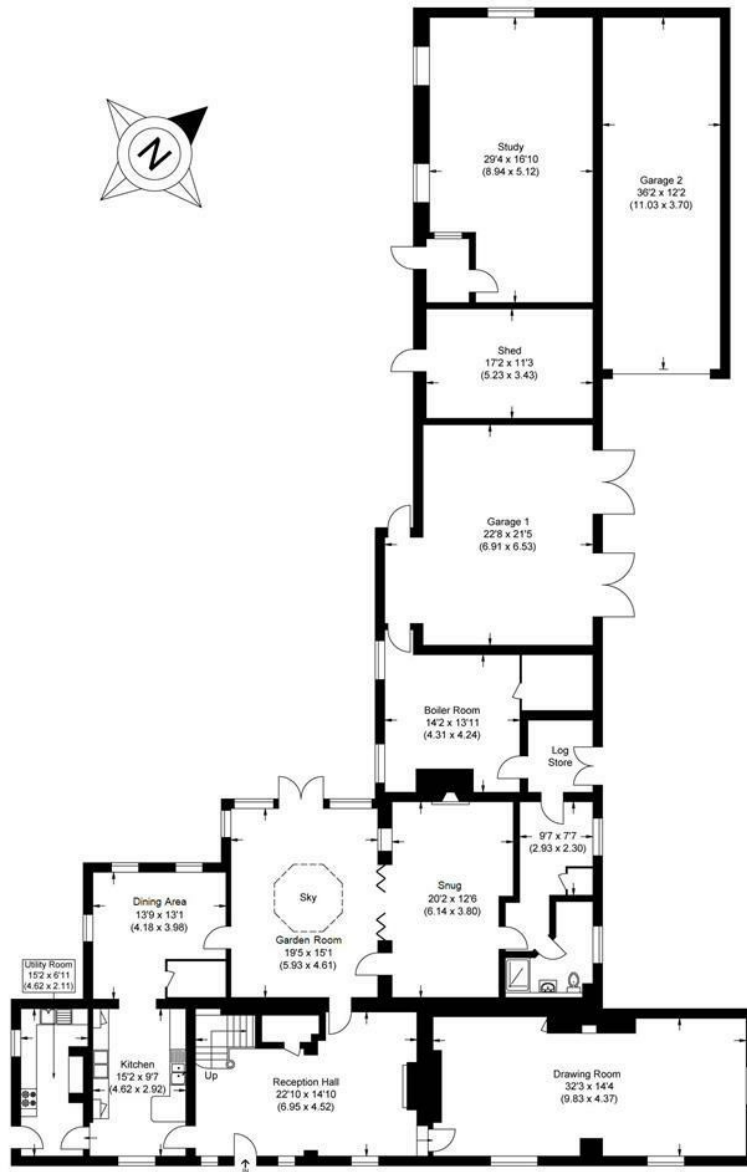 Study
29'4 x 16'10
(8.94 x 5.12)
Garage 2
36'2 x 12'2
(11.03 x 3.70)
N
Shed
17'2 x 11'3
(5.23 x 3.43)
Garage 1
22'8 x 21'5
(6.91 x 6.53)
Boiler Room
14'2 x 13'11
(4.31 x 4.24)
Log
Store
9'7 x 7'7
(2.93 x 2.30)
Snug
20'2 x 12'6
(6.14 x 3.80)
Sky
Garden Room
19'5 x 15'1
(5.93 x 4.61)
Dining Area
13'9 x 13'1
(4.18 x 3.98)
Utility Room
15'2 x 6'11
(4.62 x 2.11)
Kitchen
15'2 x 9'7
(4.62 x 2.92)
Up
Reception Hall
22'10 x 14'10
(6.95 x 4.52)
Drawing Room
32'3 x 14'4
(9.83 x 4.37)